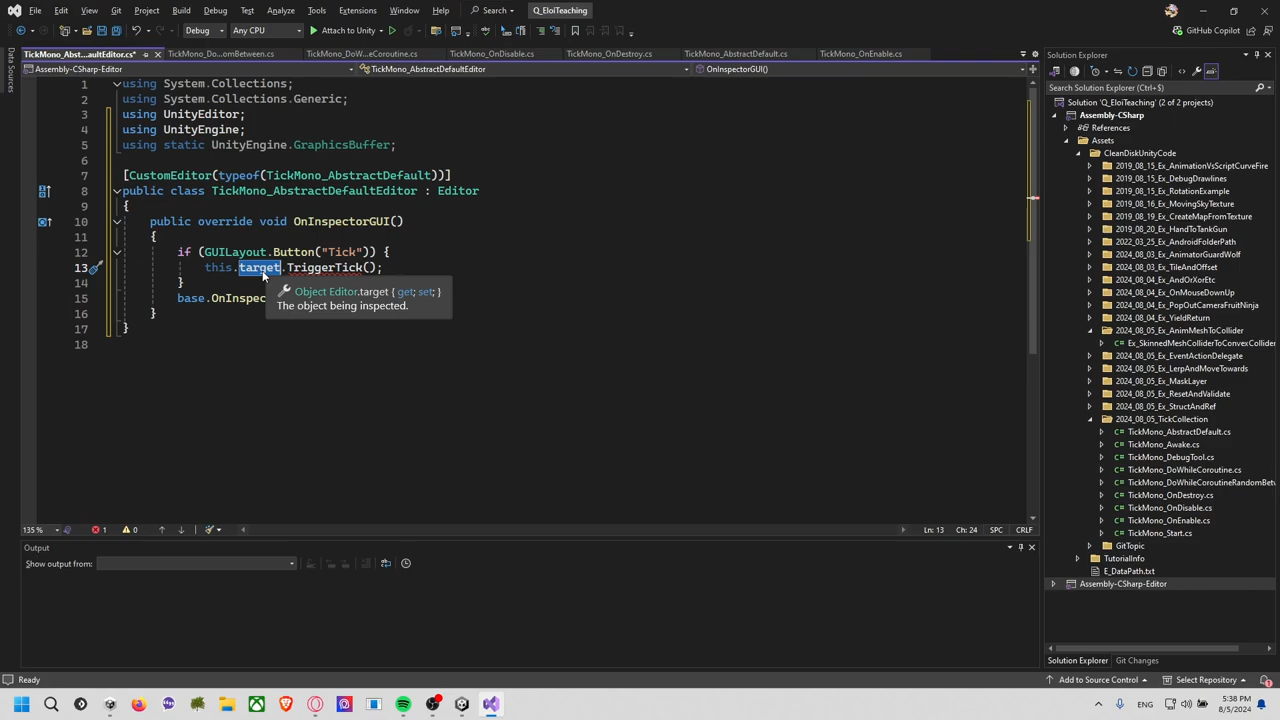 File Edit View Git Project Build Debug Test Analyze Tools Extensions Window Help Search Q_EloiTeaching
Debug Any CPU Attach to Unity GitHub Copilot
TickMono_Abst...aultEditor.cs* TickMono_Do...omBetween.cs TickMono_DoW...eCoroutine.cs TickMono_OnDisable.cs TickMono_OnDestroy.cs TickMono_AbstractDefault.cs TickMono_OnEnable.cs
Assembly-CSharp-Editor TickMono_AbstractDefaultEditor OnInspectorGUI()
Data Sources
1 using System.Collections;
2 using System.Collections.Generic;
3 using UnityEditor;
4 using UnityEngine;
5 using static UnityEngine.GraphicsBuffer;
6
7 [CustomEditor(typeof(TickMono_AbstractDefault))]
8 public class TickMono_AbstractDefaultEditor : Editor
9 {
10 public override void OnInspectorGUI()
11 {
12 if (GUILayout.Button("Tick")) {
13 this.target.TriggerTick();
14 }
15 base.OnInspec
16 }
17 }
18
Object Editor.target { get; set; }
The object being inspected.
135 % 1 0 Ln: 13 Ch: 24 SPC CRLF
Output
Show output from:
Solution Explorer
Search Solution Explorer (Ctrl+$)
Solution 'Q_EloiTeaching' (2 of 2 projects)
Assembly-CSharp
References
Assets
CleanDiskUnityCode
2019_08_15_Ex_AnimationVsScriptCurveFire
2019_08_15_Ex_DebugDrawlines
2019_08_15_Ex_RotationExample
2019_08_16_Ex_MovingSkyTexture
2019_08_19_Ex_CreateMapFromTexture
2019_08_20_Ex_HandToTankGun
2022_03_25_Ex_AndroidFolderPath
2024_08_05_Ex_AnimatorGuardWolf
2024_08_05_Ex_TileAndOffset
2024_08_01_Ex_AndOrXorEtc
2024_08_01_Ex_OnMouseDownUp
2024_08_01_Ex_PopOutCameraFruitNinja
2024_08_01_Ex_YieldReturn
2024_08_05_Ex_AnimMeshToCollider
Ex_SkinnedMeshColliderToConvexCollider
2024_08_05_Ex_EventActionDelegate
2024_08_05_Ex_LerpAndMoveTowards
2024_08_05_Ex_MaskLayer
2024_08_05_Ex_ResetAndValidate
2024_08_05_Ex_StructAndRef
2024_08_05_TickCollection
TickMono_AbstractDefault.cs
TickMono_Awake.cs
TickMono_DebugTool.cs
TickMono_DoWhileCoroutine.cs
TickMono_DoWhileCoroutineRandomBetw
TickMono_OnDestroy.cs
TickMono_OnDisable.cs
TickMono_OnEnable.cs
TickMono_Start.cs
GitTopic
TutorialInfo
E_DataPath.txt
Assembly-CSharp-Editor
Solution Explorer Git Changes
Ready Add to Source Control Select Repository
ENG 5:38 PM
8/5/2024